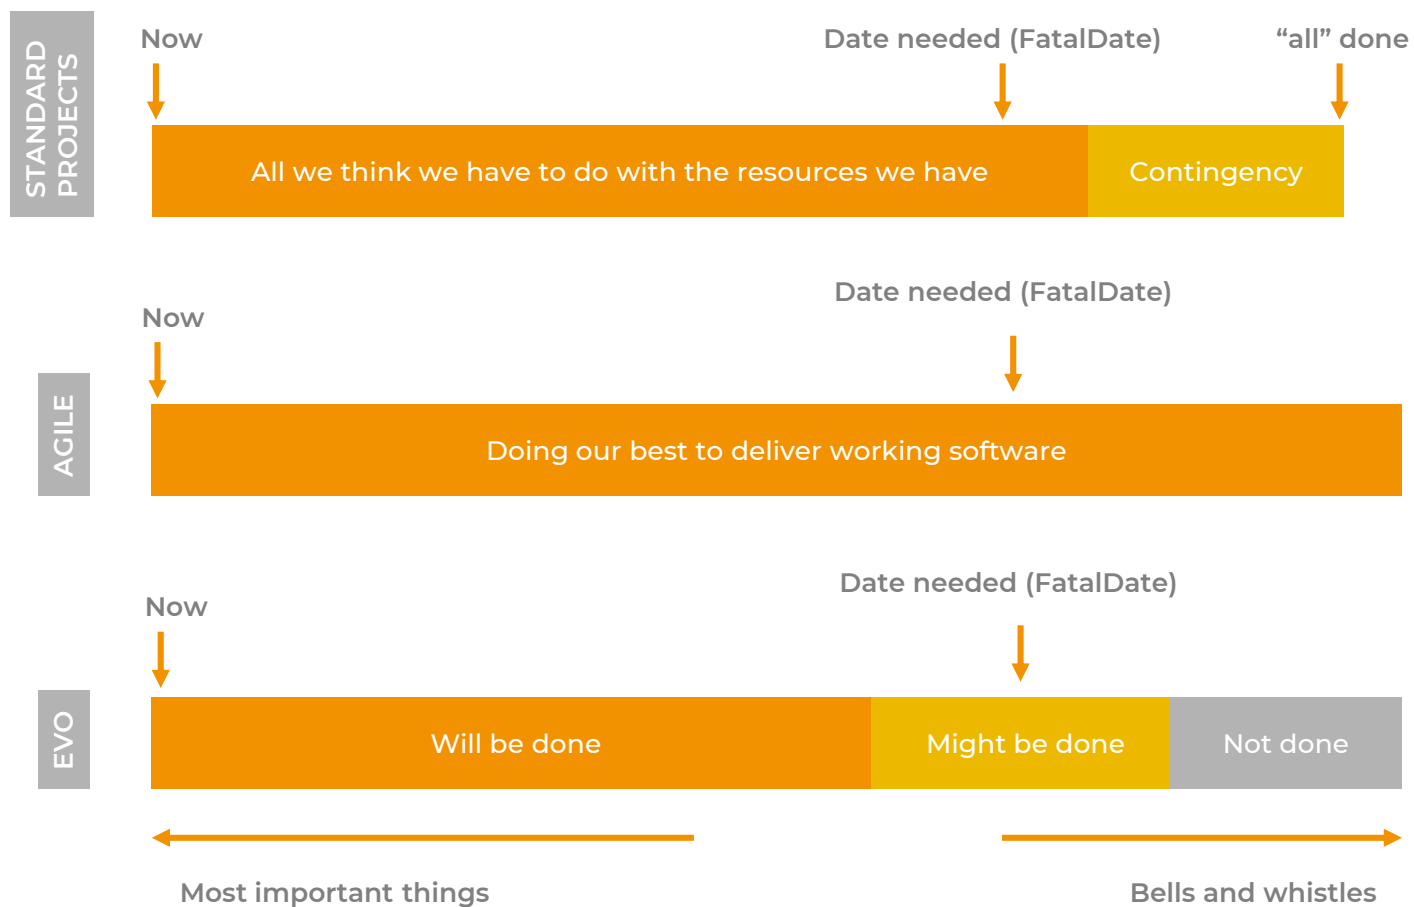 STANDARD
PROJECTS
Now
Date needed (FatalDate)
“all” done
All we think we have to do with the resources we have
Contingency
AGILE
Now
Date needed (FatalDate)
Doing our best to deliver working software
EVO
Now
Date needed (FatalDate)
Will be done
Might be done
Not done
Most important things
Bells and whistles